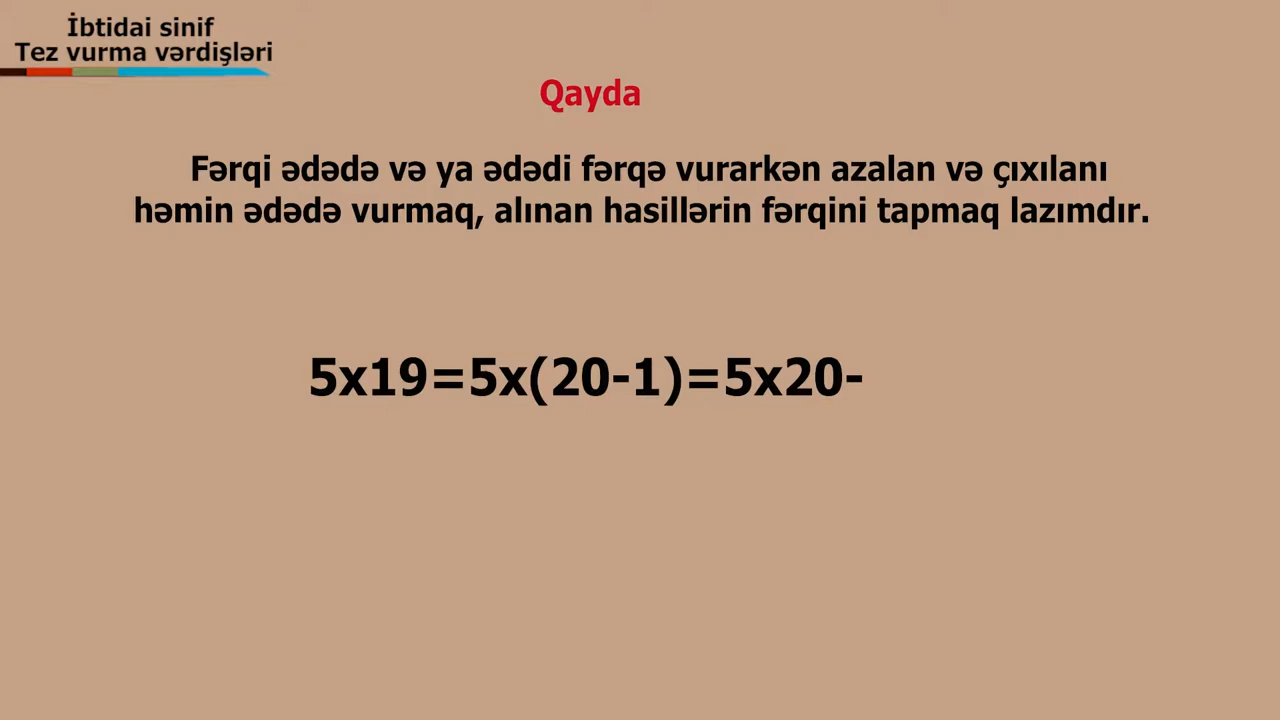 İbtidai sinif
Tez vurma vərdişləri
Qayda
Fərqi ədədə və ya ədədi fərqə vurarkən azalan və çıxılanı
həmin ədədə vurmaq, alınan hasillərin fərqini tapmaq lazımdır.
5x19=5x(20-1)=5x20-